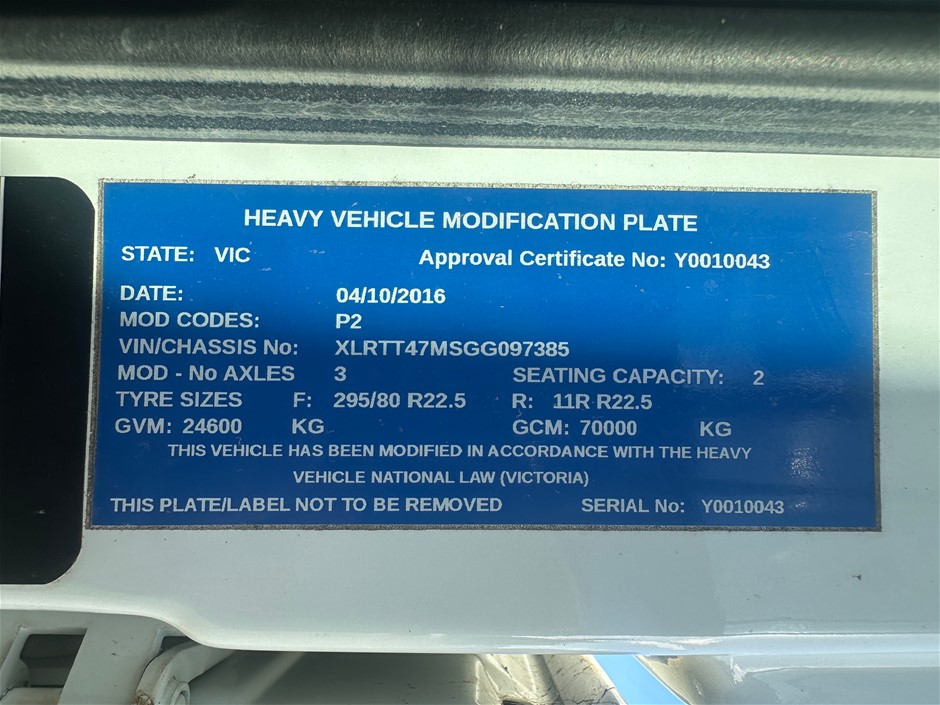 HEAVY VEHICLE MODIFICATION PLATE
STATE: VIC Approval Certificate No: Y0010043
DATE: 04/10/2016
MOD CODES: P2
VIN/CHASSIS No: XLRTT47MSGG097385
MOD - No AXLES 3 SEATING CAPACITY: 2
TYRE SIZES F: 295/80 R22.5 R: 11R R22.5
GVM: 24600 KG GCM: 70000 KG
THIS VEHICLE HAS BEEN MODIFIED IN ACCORDANCE WITH THE HEAVY
VEHICLE NATIONAL LAW (VICTORIA)
THIS PLATE/LABEL NOT TO BE REMOVED SERIAL No: Y0010043